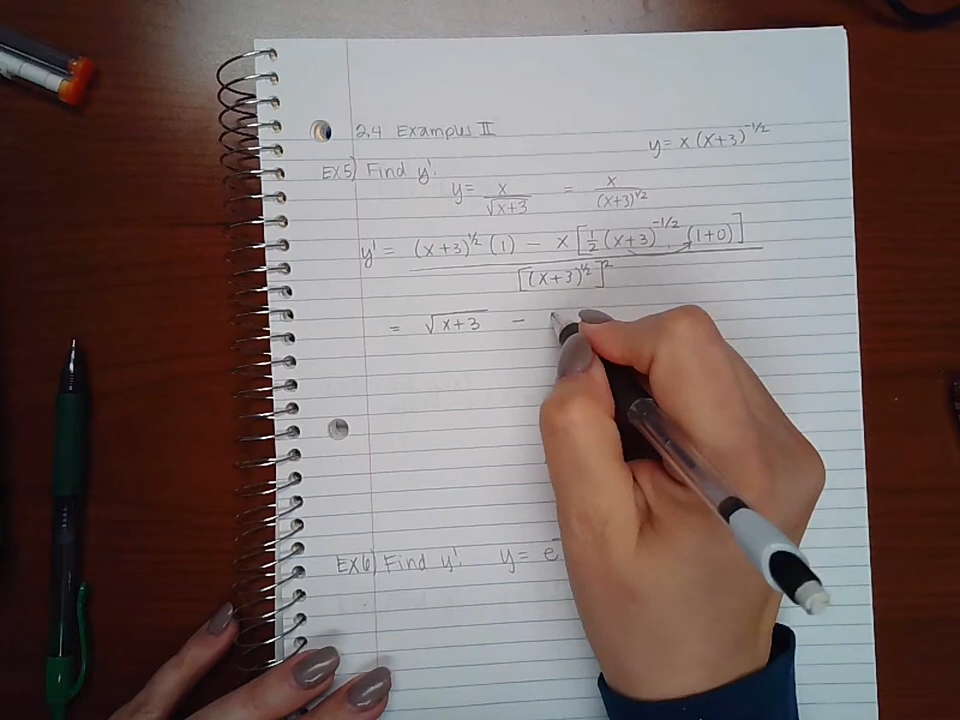 2.4 Examples II
y = x (x+3)^{-1/2}
EX5) Find y'.
y = x/√(x+3) = x/(x+3)^{1/2}
y' = ((x+3)^{1/2} (1) − x [1/2 (x+3)^{-1/2} (1+0)]) / [(x+3)^{1/2}]^2
= √(x+3) −
EX6) Find y'. y = e